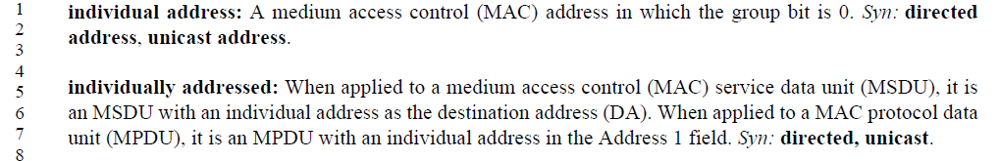 1 individual address: A medium access control (MAC) address in which the group bit is 0. Syn: directed
2 address, unicast address.
3
4
5 individually addressed: When applied to a medium access control (MAC) service data unit (MSDU), it is
6 an MSDU with an individual address as the destination address (DA). When applied to a MAC protocol data
7 unit (MPDU), it is an MPDU with an individual address in the Address 1 field. Syn: directed, unicast.
8